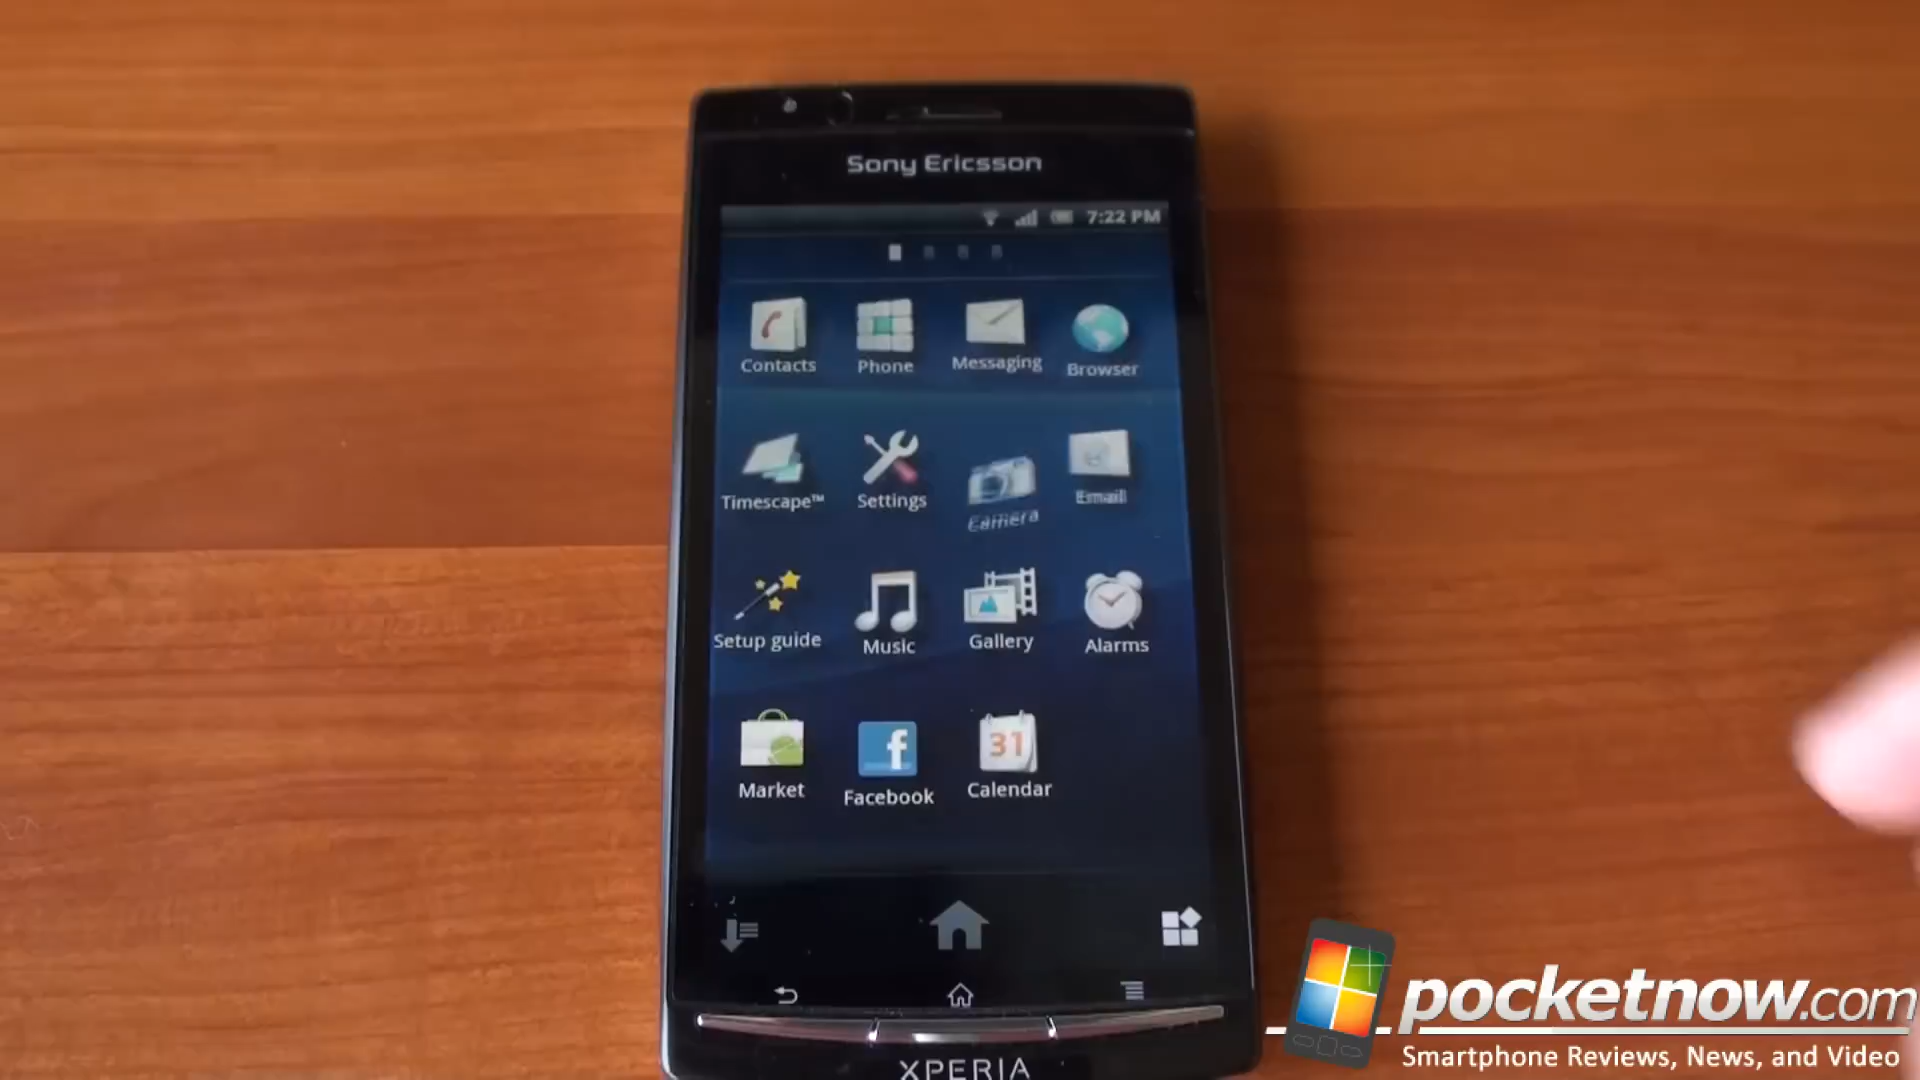 Sony Ericsson
7:22 PM
Contacts Phone Messaging Browser
Timescape™ Settings Camera Email
Setup guide Music Gallery Alarms
31
Market Facebook Calendar
XPERIA
pocketnow.com
Smartphone Reviews, News, and Video